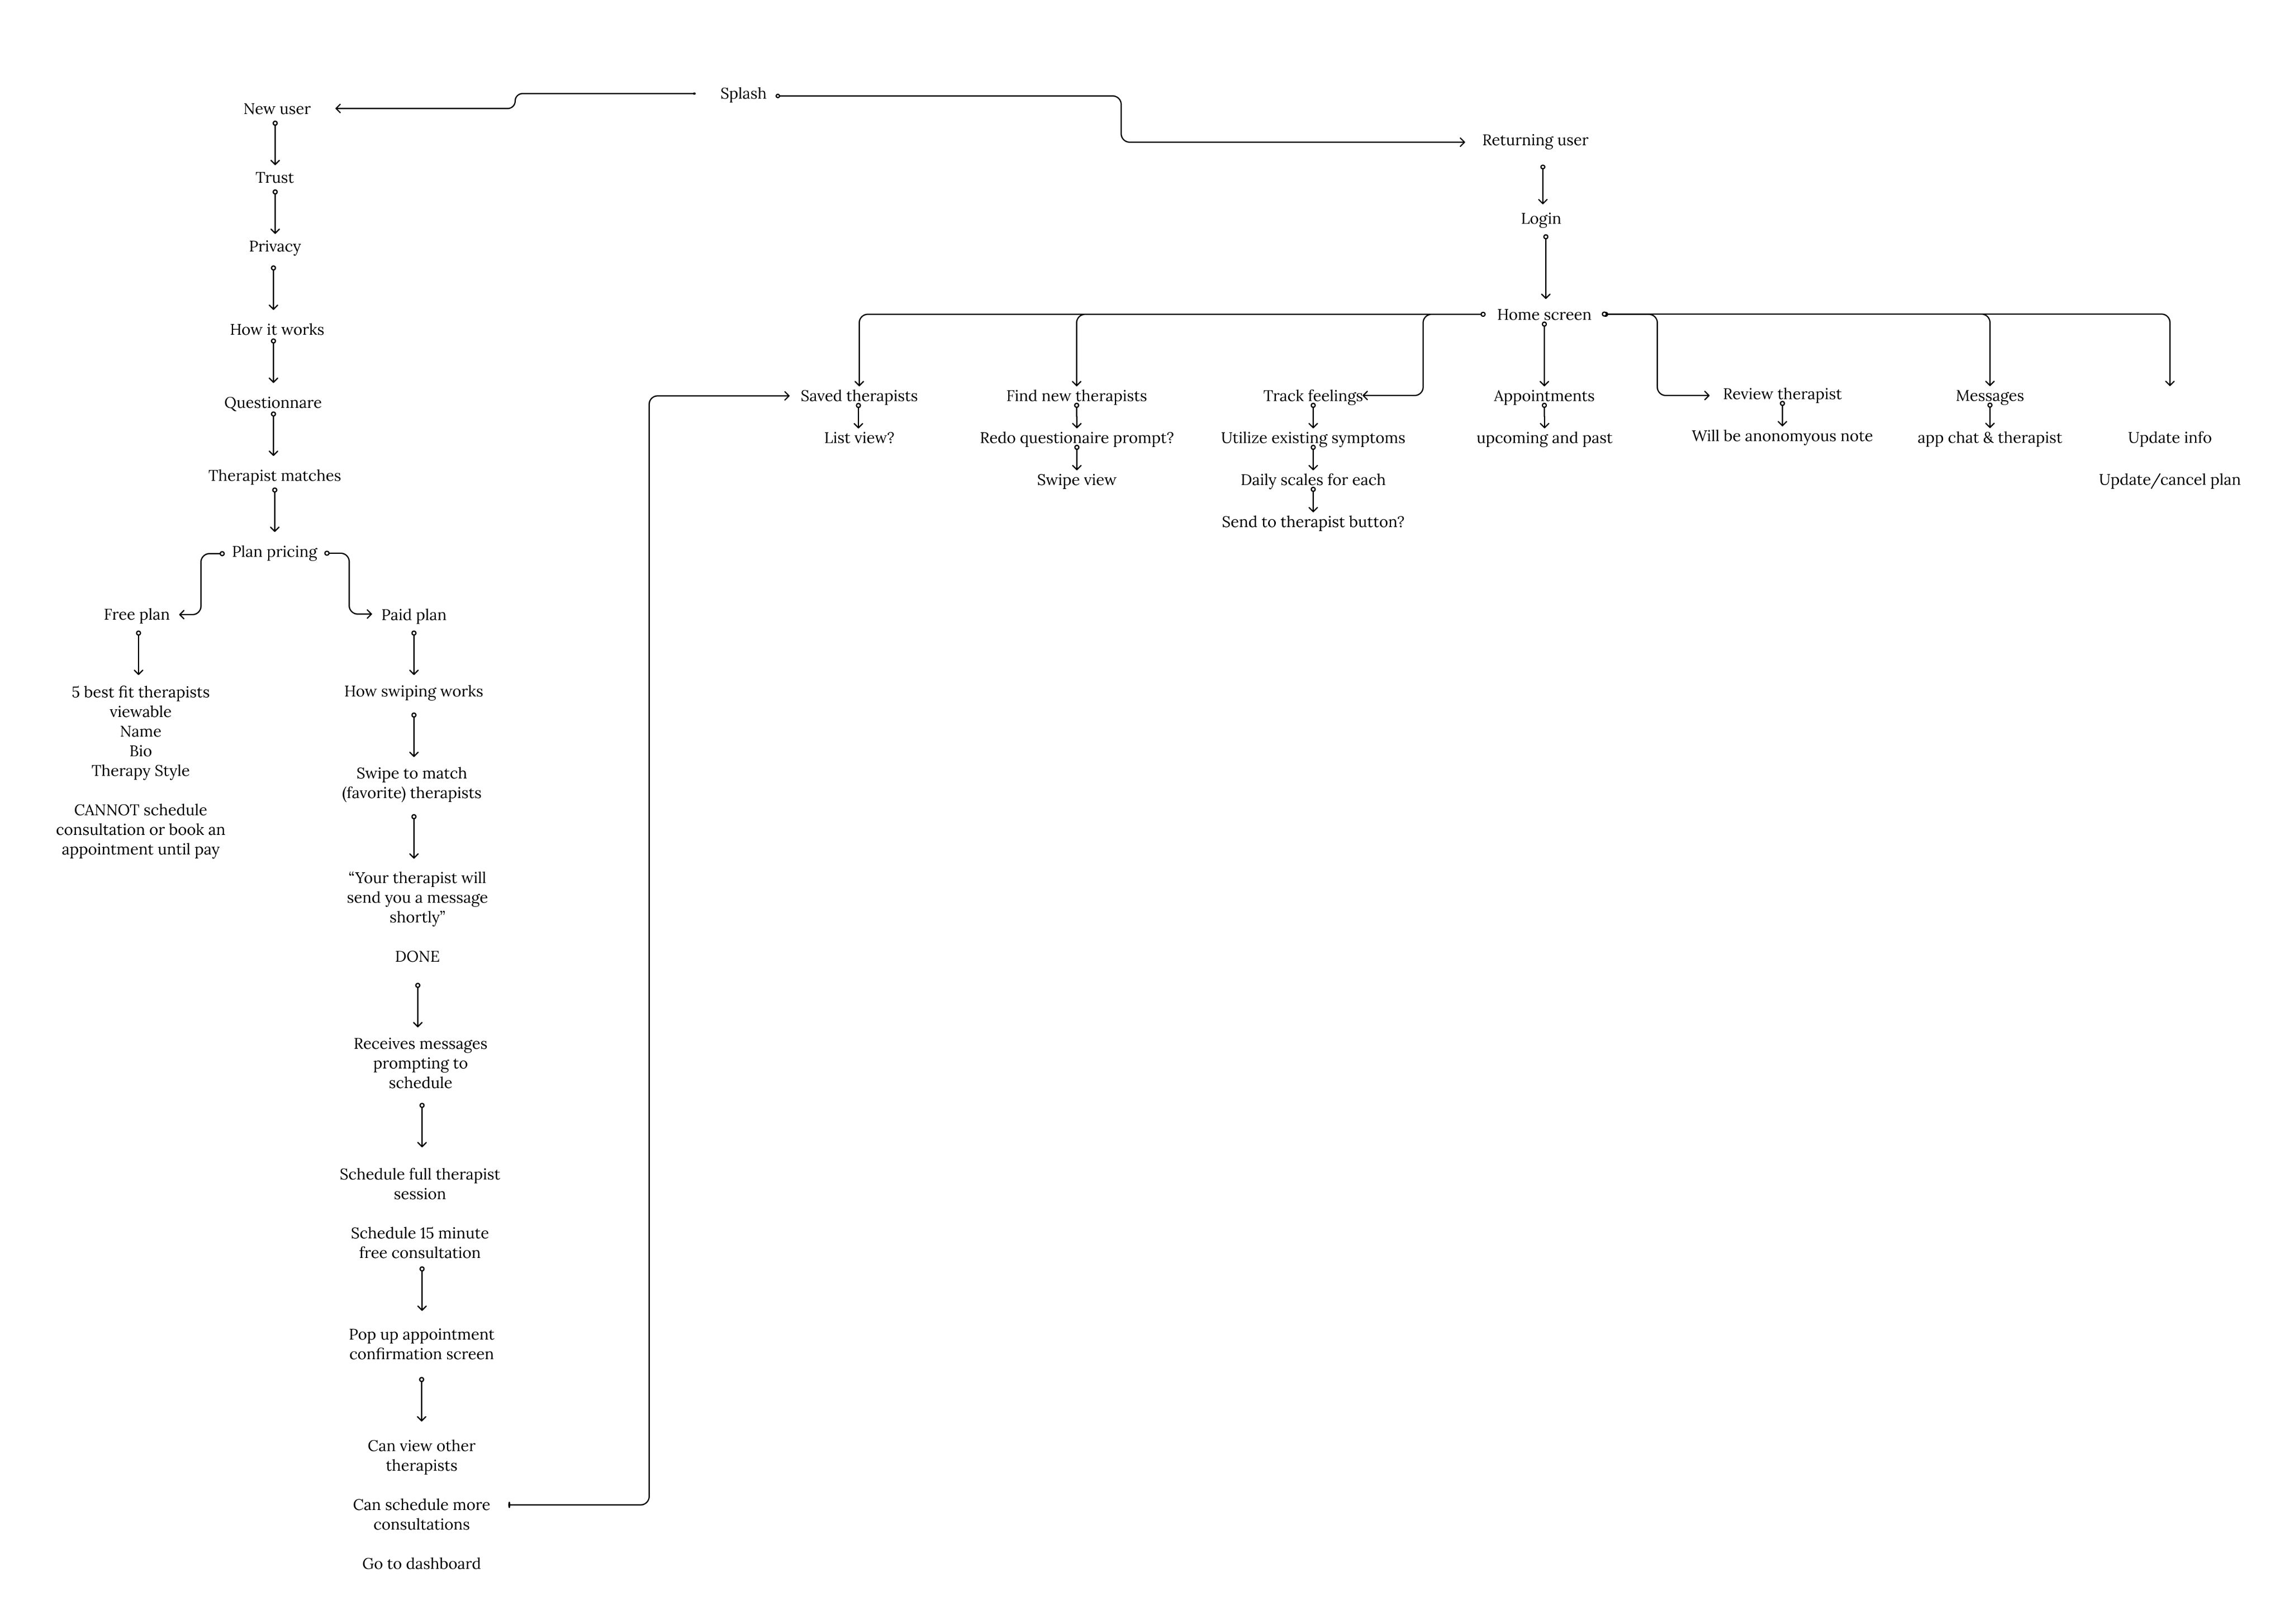 Splash
New user
Trust
Privacy
How it works
Questionnare
Therapist matches
Plan pricing
Free plan
5 best fit therapists
viewable
Name
Bio
Therapy Style
CANNOT schedule
consultation or book an
appointment until pay
Paid plan
How swiping works
Swipe to match
(favorite) therapists
“Your therapist will
send you a message
shortly”
DONE
Receives messages
prompting to
schedule
Schedule full therapist
session
Schedule 15 minute
free consultation
Pop up appointment
confirmation screen
Can view other
therapists
Can schedule more
consultations
Go to dashboard
Returning user
Login
Home screen
Saved therapists
List view?
Find new therapists
Redo questionaire prompt?
Swipe view
Track feelings
Utilize existing symptoms
Daily scales for each
Send to therapist button?
Appointments
upcoming and past
Review therapist
Will be anonomyous note
Messages
app chat & therapist
Update info
Update/cancel plan